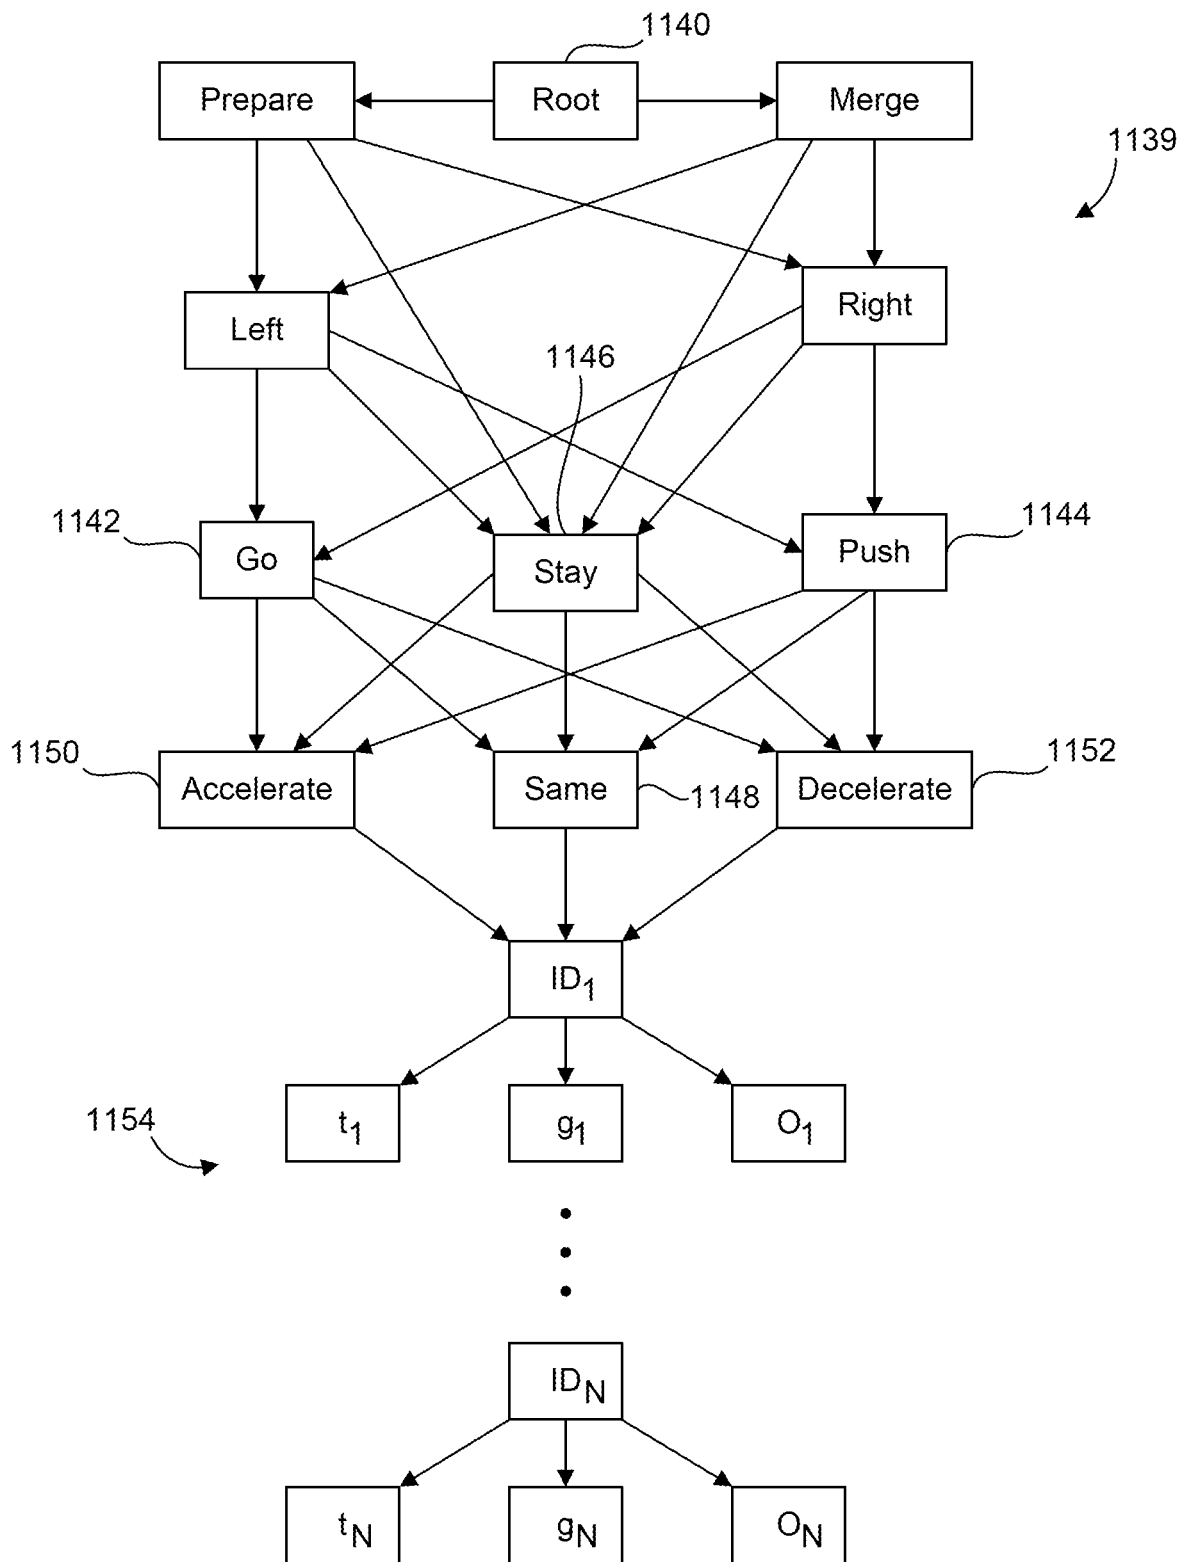 1140
Prepare Root Merge
1139
Left Right
1146
1142 Go Stay Push 1144
1150 Accelerate Same 1148 Decelerate 1152
ID1
1154 t1 g1 O1
IDN
tN gN ON